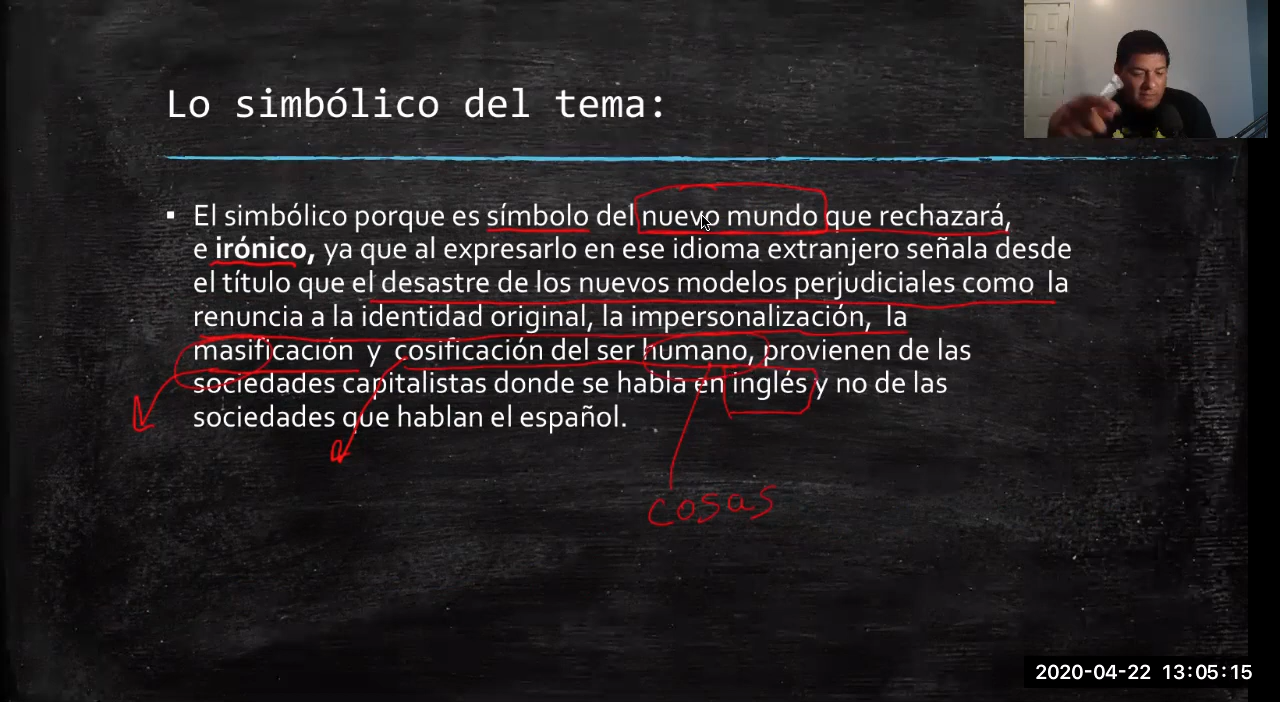 Lo simbólico del tema:
▪ El simbólico porque es símbolo del nuevo mundo que rechazará,
e irónico, ya que al expresarlo en ese idioma extranjero señala desde
el título que el desastre de los nuevos modelos perjudiciales como la
renuncia a la identidad original, la impersonalización, la
masificación y cosificación del ser humano, provienen de las
sociedades capitalistas donde se habla en inglés y no de las
sociedades que hablan el español.
cosas
2020-04-22 13:05:15